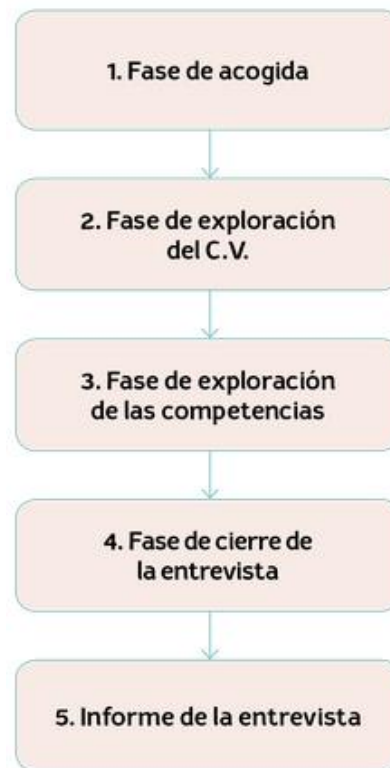 1. Fase de acogida
2. Fase de exploración
del C.V.
3. Fase de exploración
de las competencias
4. Fase de cierre de
la entrevista
5. Informe de la entrevista